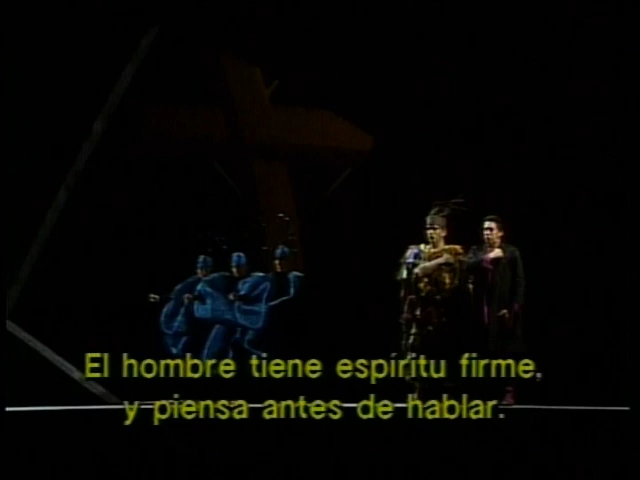 El hombre tiene espíritu firme,
y piensa antes de hablar.